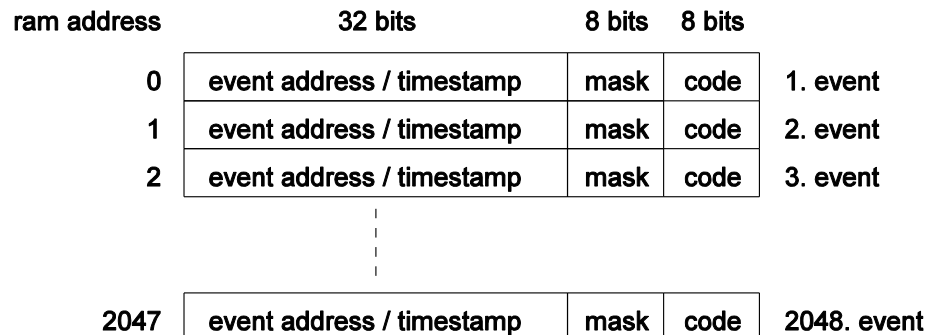 ram address 32 bits 8 bits 8 bits
0 event address / timestamp mask code 1. event
1 event address / timestamp mask code 2. event
2 event address / timestamp mask code 3. event
2047 event address / timestamp mask code 2048. event